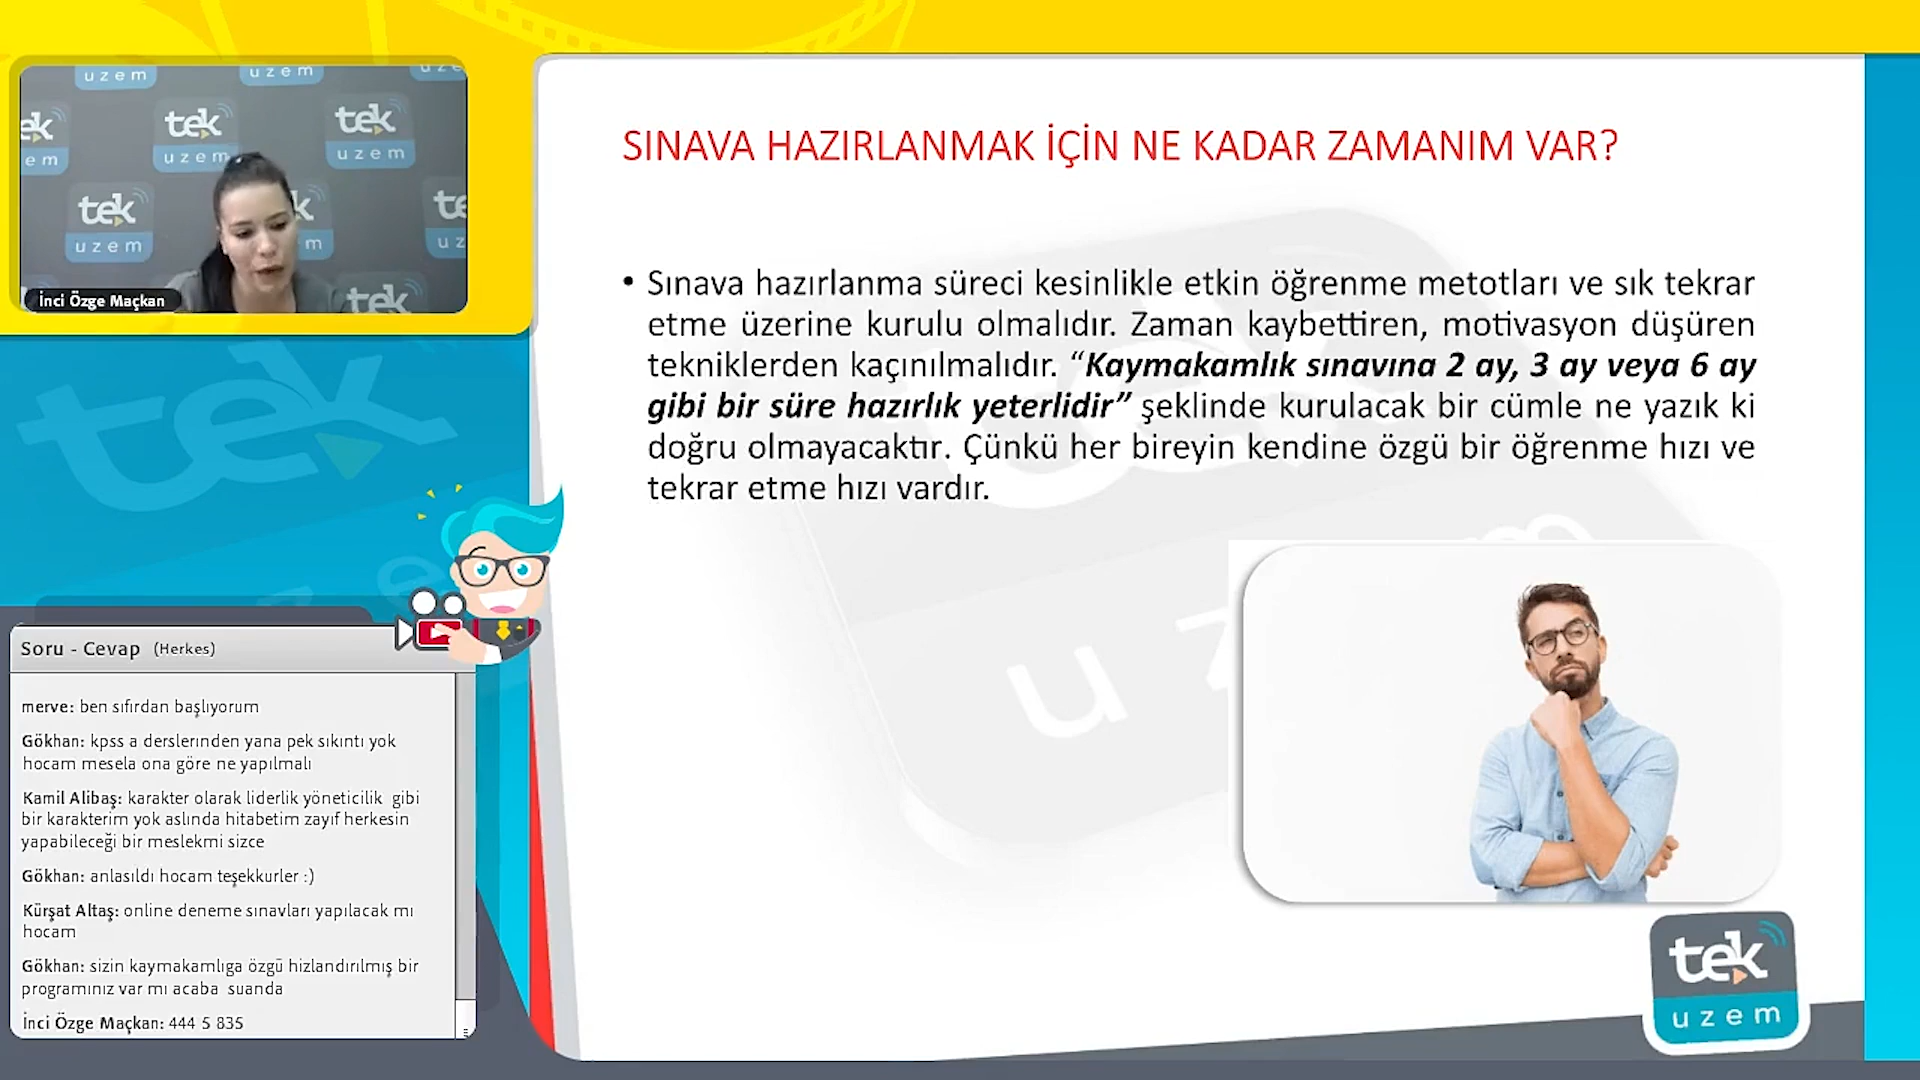 tek
uzem
İnci Özge Maçkan
SINAVA HAZIRLANMAK İÇİN NE KADAR ZAMANIM VAR?
• Sınava hazırlanma süreci kesinlikle etkin öğrenme metotları ve sık tekrar
etme üzerine kurulu olmalıdır. Zaman kaybettiren, motivasyon düşüren
tekniklerden kaçınılmalıdır. “Kaymakamlık sınavına 2 ay, 3 ay veya 6 ay
gibi bir süre hazırlık yeterlidir” şeklinde kurulacak bir cümle ne yazık ki
doğru olmayacaktır. Çünkü her bireyin kendine özgü bir öğrenme hızı ve
tekrar etme hızı vardır.
Soru - Cevap (Herkes)
merve: ben sıfırdan başlıyorum
Gökhan: kpss a derslerınden yana pek sıkıntı yok
hocam mesela ona göre ne yapılmalı
Kamil Alibaş: karakter olarak liderlik yöneticilik gibi
bir karakterim yok aslında hitabetim zayıf herkesin
yapabileceği bir meslekmi sizce
Gökhan: anlasıldı hocam teşekkurler :)
Kürşat Altaş: online deneme sınavları yapılacak mı
hocam
Gökhan: sizin kaymakamlıga özgü hizlandırılmış bir
programınız var mı acaba suanda
İnci Özge Maçkan: 444 5 835
tek
uzem